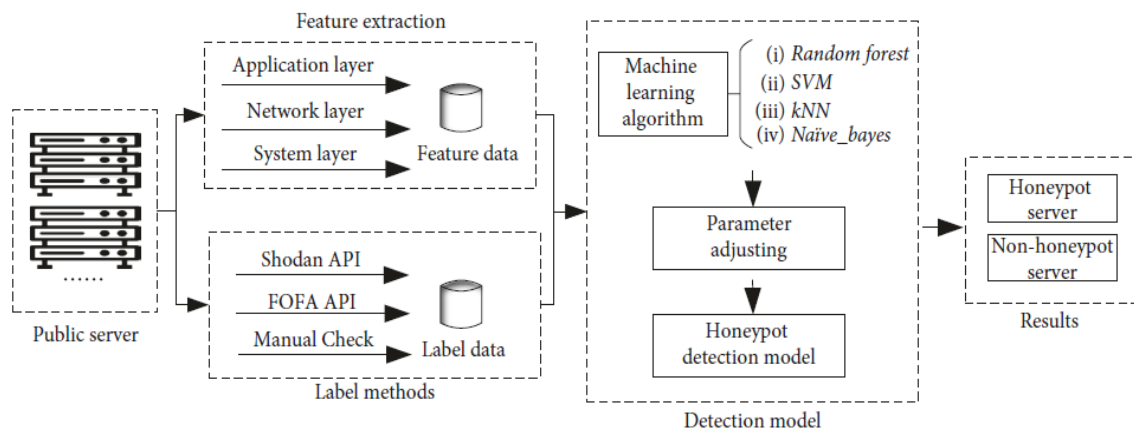 Feature extraction
Application layer
Network layer
System layer
Feature data
......
Public server
Shodan API
FOFA API
Manual Check
Label data
Label methods
Machine
learning
algorithm
(i) Random forest
(ii) SVM
(iii) kNN
(iv) Naïve_bayes
Parameter
adjusting
Honeypot
detection model
Detection model
Honeypot
server
Non-honeypot
server
Results